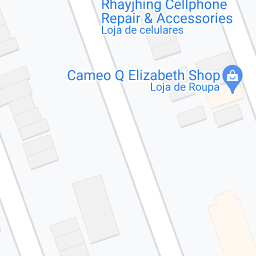 Rhayjhing Cellphone
Repair & Accessories
Loja de celulares
Cameo Q Elizabeth Shop
Loja de Roupa